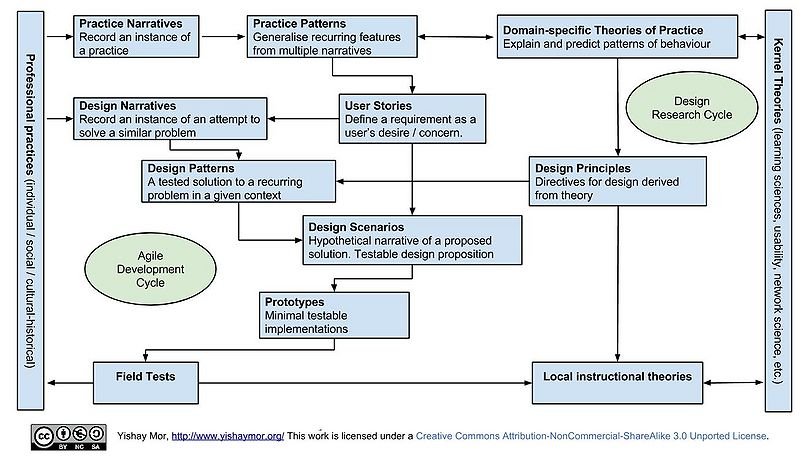 Professional practices (individual / social / cultural-historical)
Practice Narratives
Record an instance of
a practice
Practice Patterns
Generalise recurring features
from multiple narratives
Domain-specific Theories of Practice
Explain and predict patterns of behaviour
Kernel Theories (learning sciences, usability, network science, etc.)
Design Narratives
Record an instance of an attempt to
solve a similar problem
User Stories
Define a requirement as a
user's desire / concern.
Design
Research Cycle
Design Patterns
A tested solution to a recurring
problem in a given context
Design Principles
Directives for design derived
from theory
Design Scenarios
Hypothetical narrative of a proposed
solution. Testable design proposition
Agile
Development
Cycle
Prototypes
Minimal testable
implementations
Field Tests
Local instructional theories
cc
BY NC SA
Yishay Mor, http://www.yishaymor.org/ This work is licensed under a Creative Commons Attribution-NonCommercial-ShareAlike 3.0 Unported License.